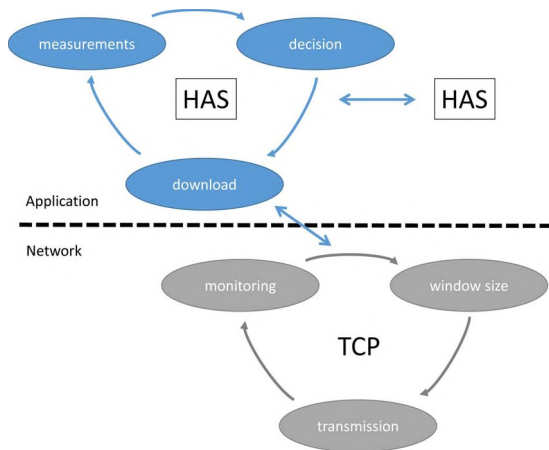 measurements
decision
HAS
HAS
download
Application
Network
monitoring
window size
TCP
transmission